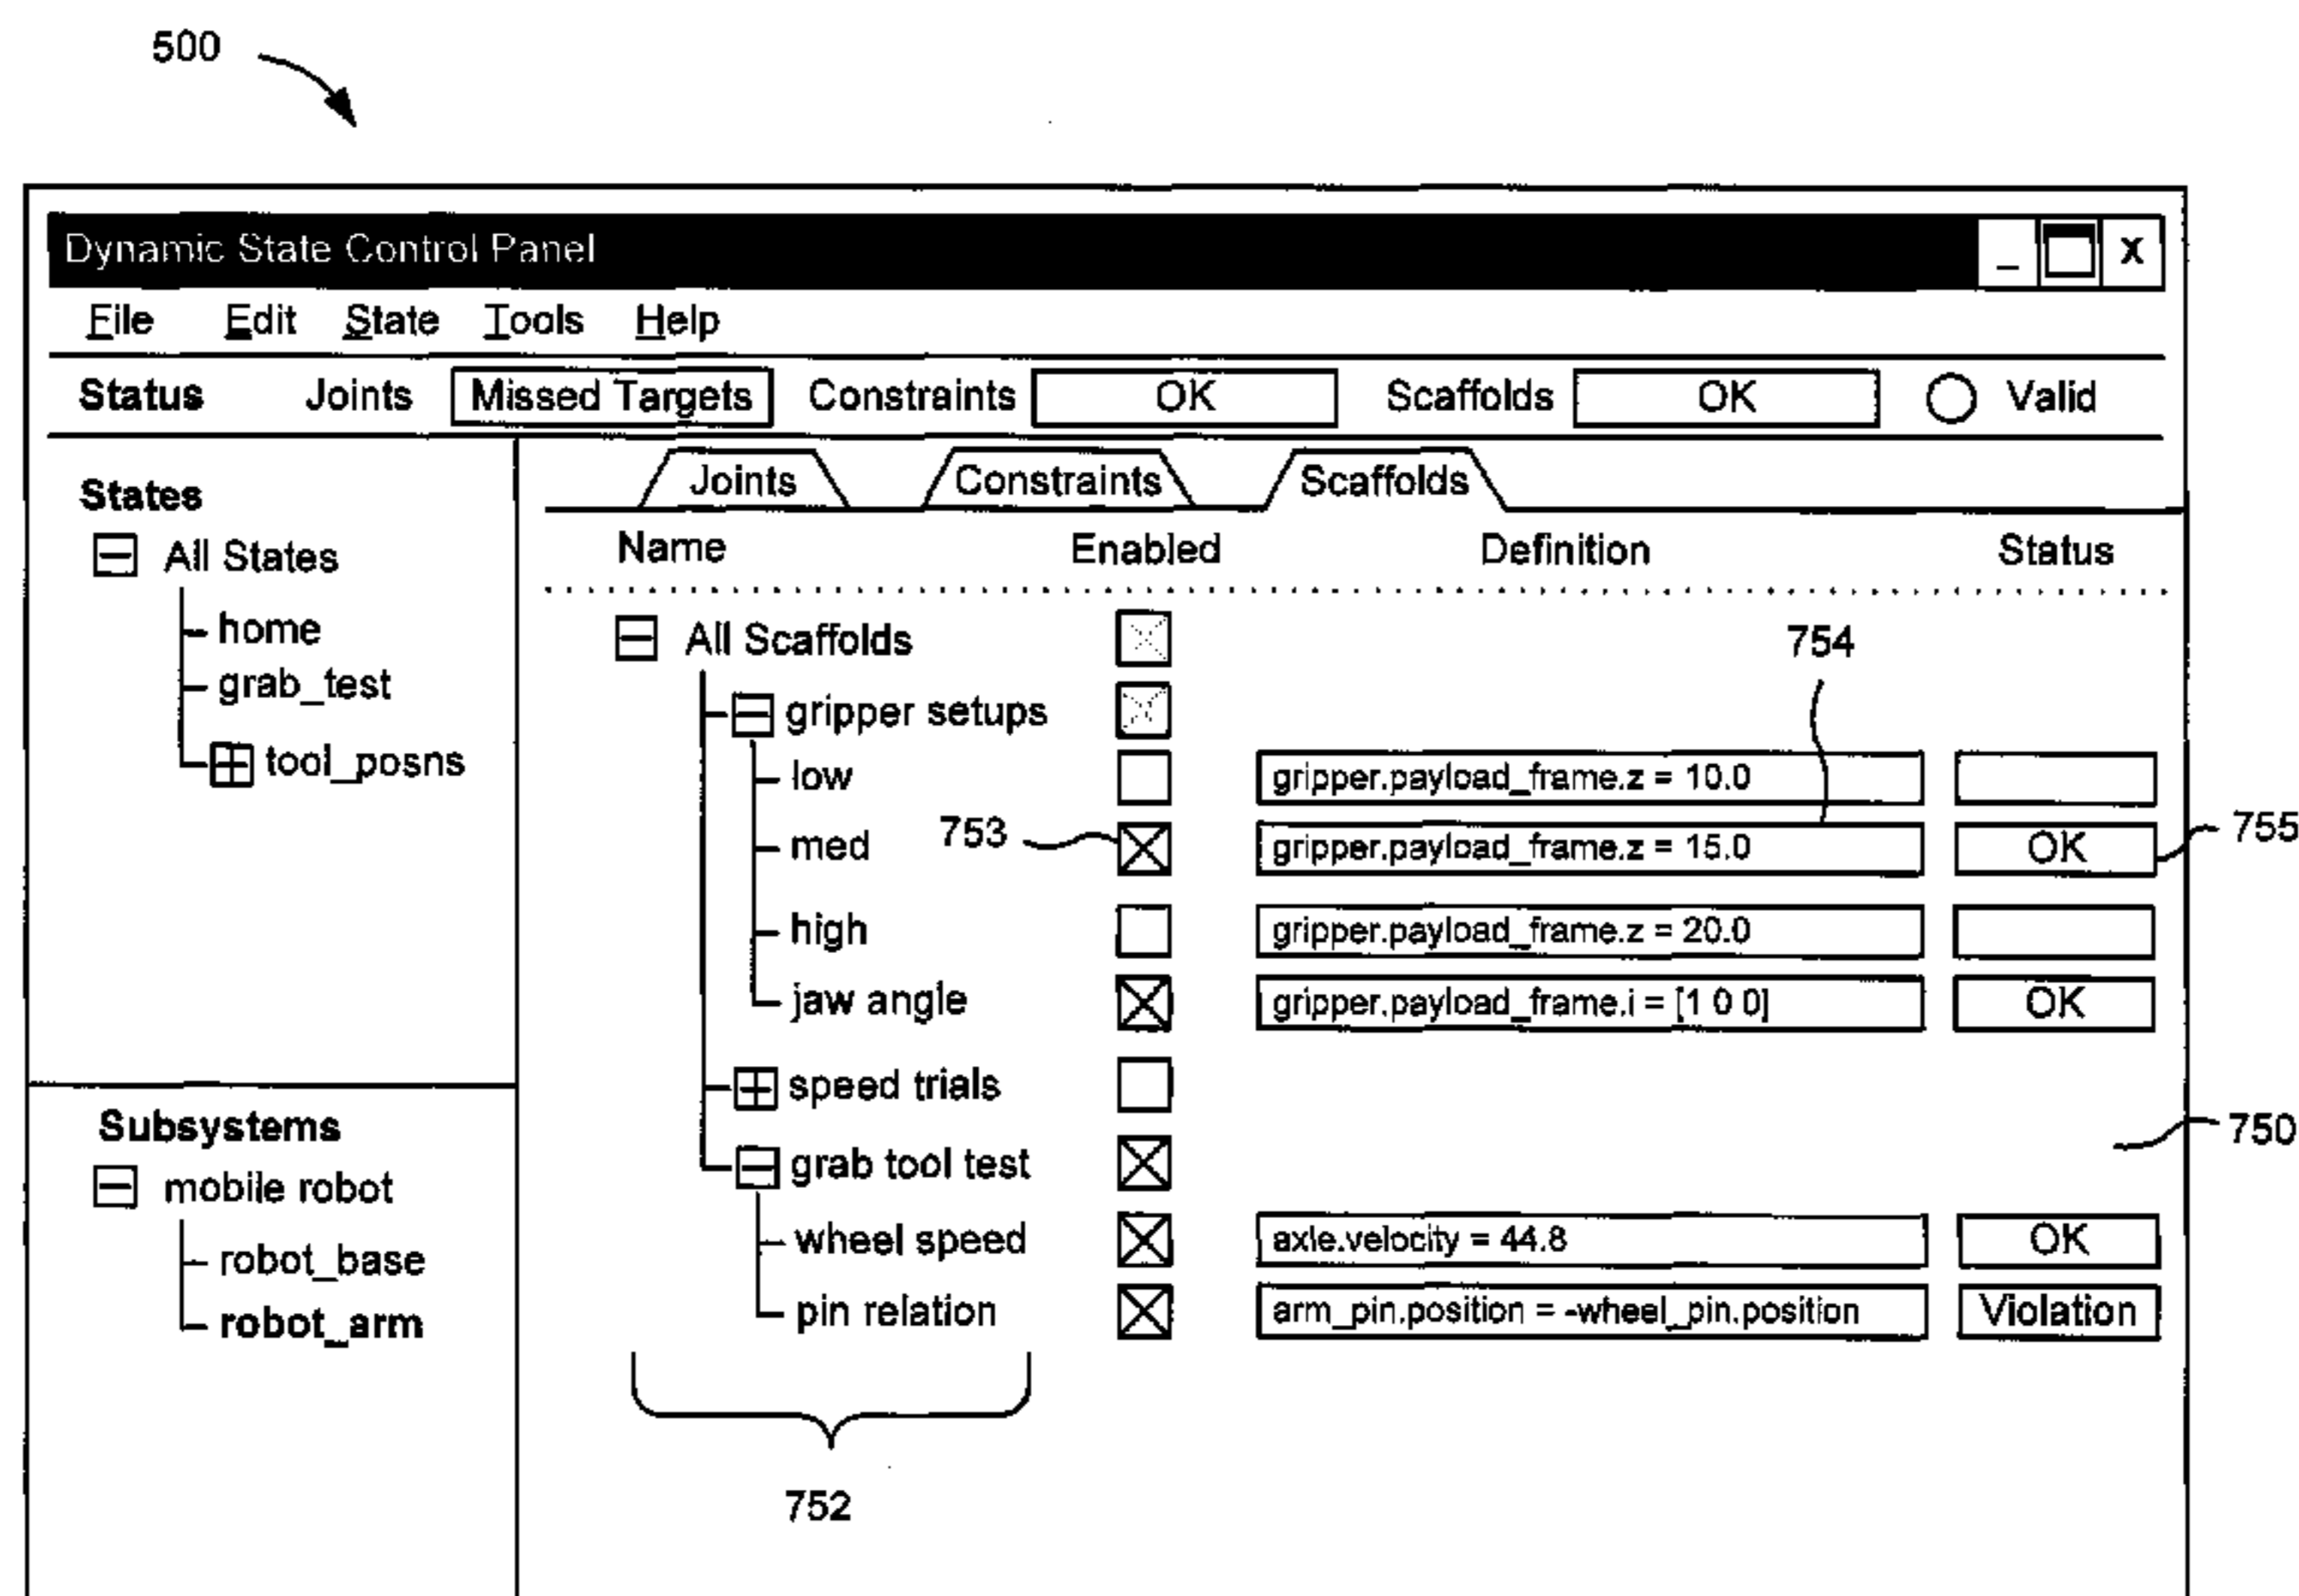 500
Dynamic State Control Panel _ X
File Edit State Tools Help
Status Joints Missed Targets Constraints OK Scaffolds OK Valid
States
All States
home
grab_test
tool_posns
Subsystems
mobile robot
robot_base
robot_arm
Joints Constraints Scaffolds
Name Enabled Definition Status
All Scaffolds
754
gripper setups
low gripper.payload_frame.z = 10.0
med 753 gripper.payload_frame.z = 15.0 OK 755
high gripper.payload_frame.z = 20.0
jaw angle gripper.payload_frame.i = [1 0 0] OK
speed trials
750
grab tool test
wheel speed axle.velocity = 44.8 OK
pin relation arm_pin.position = -wheel_pin.position Violation
752